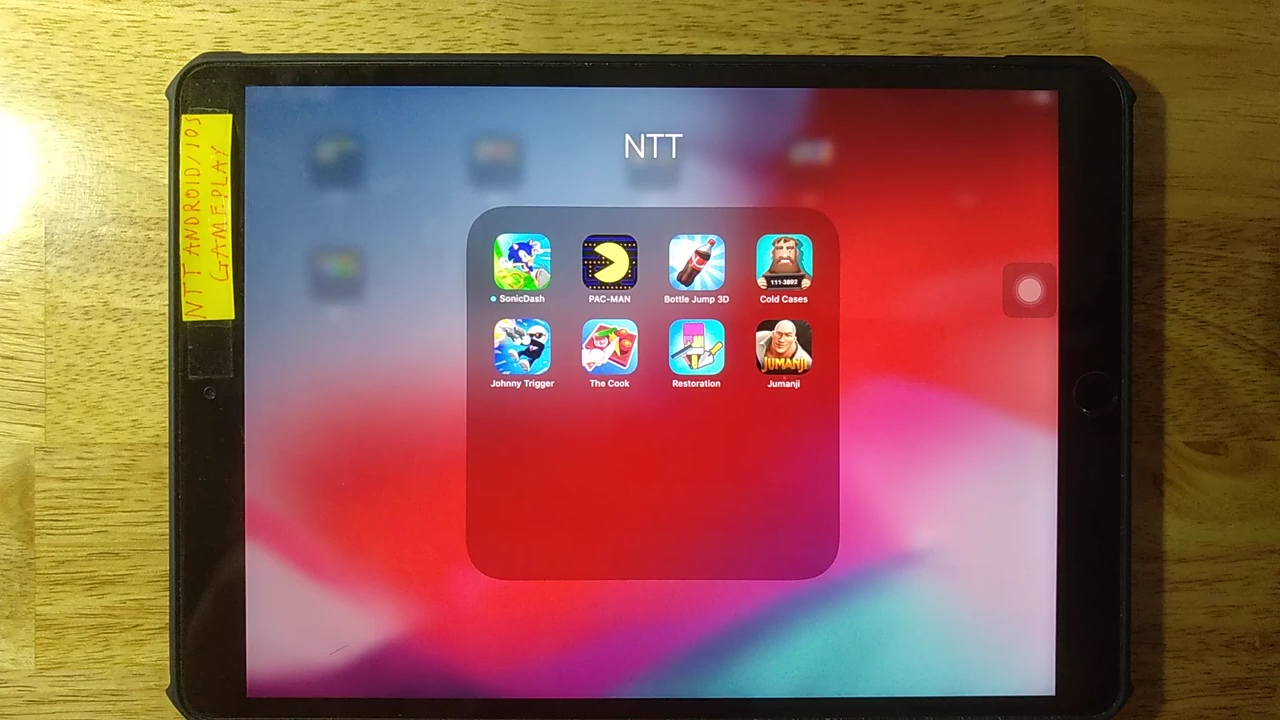 NTT ANDROID/IOS
GAMEPLAY
NTT
SonicDash
PAC-MAN
Bottle Jump 3D
111-3892
Cold Cases
JUMANJI
Johnny Trigger
The Cook
Restoration
Jumanji